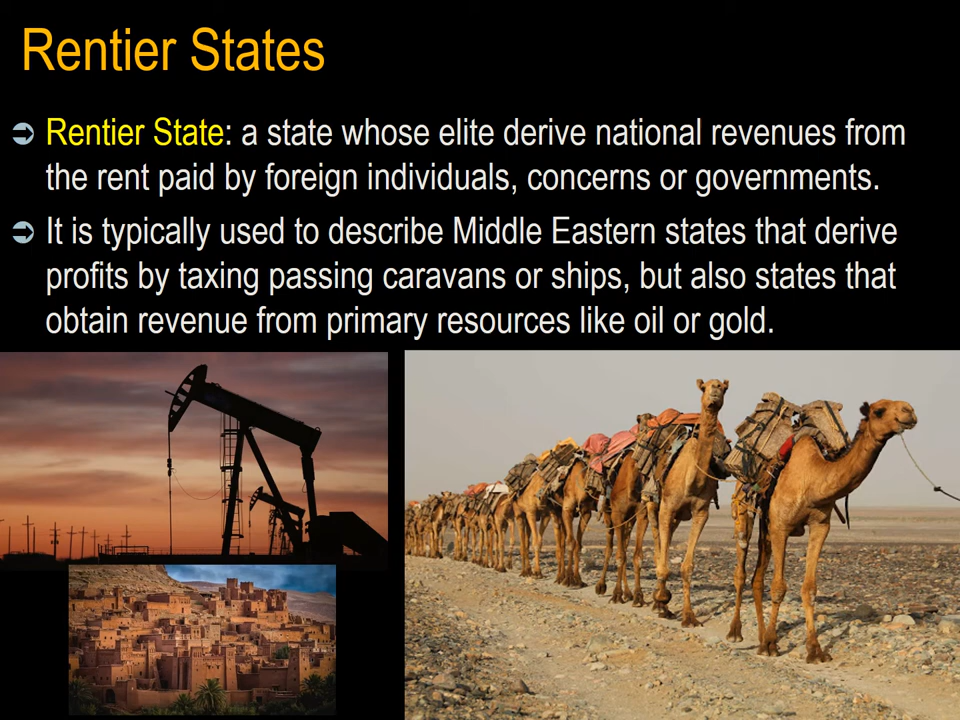 Rentier States
➲ Rentier State: a state whose elite derive national revenues from
the rent paid by foreign individuals, concerns or governments.
➲ It is typically used to describe Middle Eastern states that derive
profits by taxing passing caravans or ships, but also states that
obtain revenue from primary resources like oil or gold.